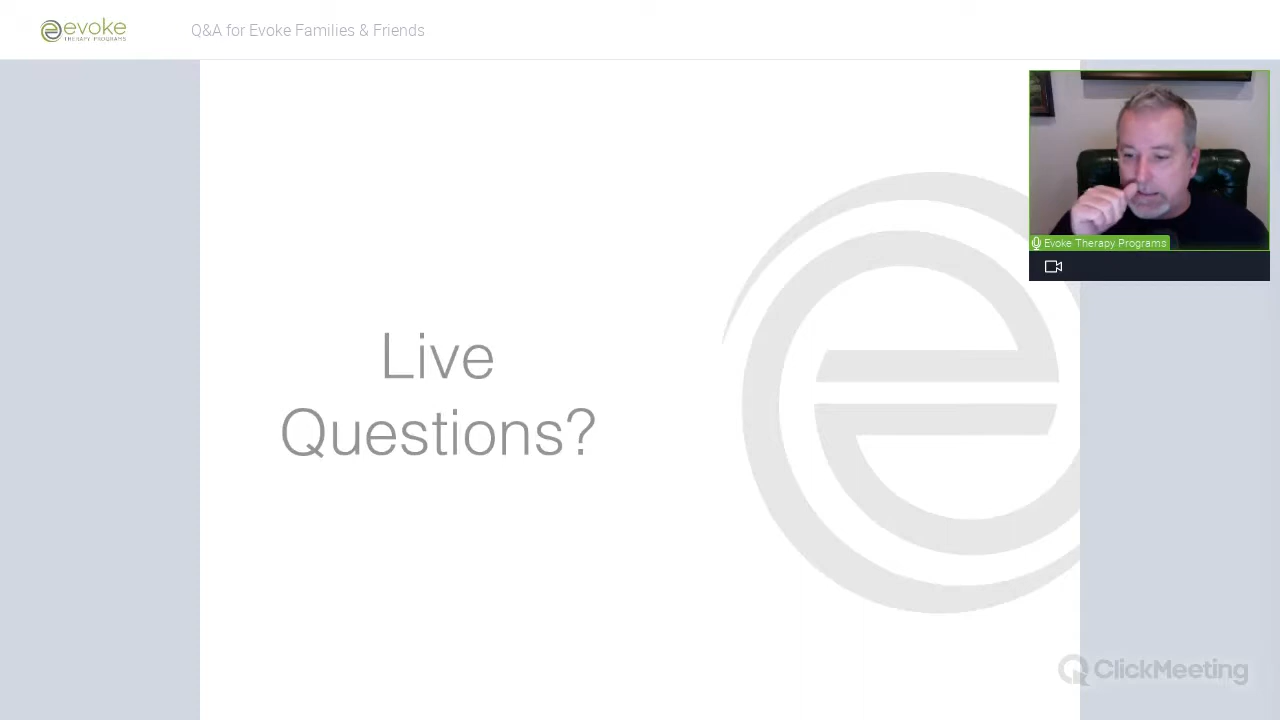 evoke
THERAPY PROGRAMS
Q&A for Evoke Families & Friends
Evoke Therapy Programs
Live
Questions?
ClickMeeting